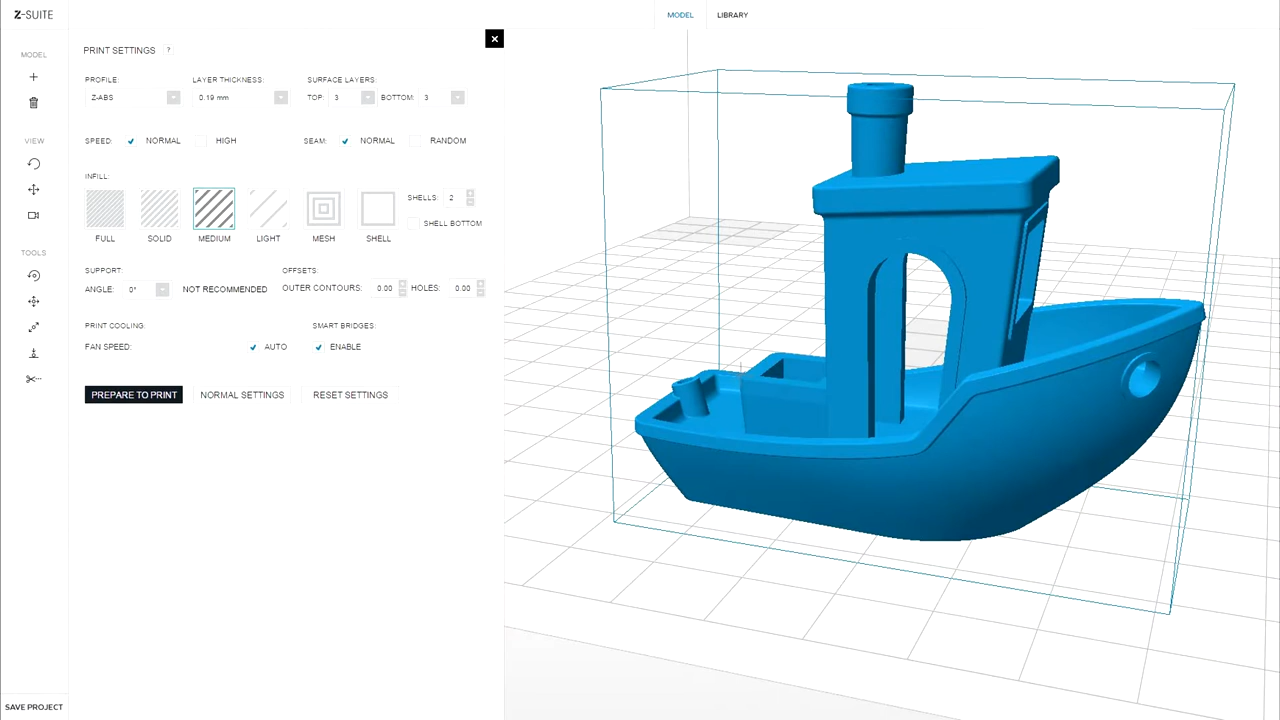 Z-SUITE
MODEL LIBRARY
MODEL
VIEW
TOOLS
SAVE PROJECT
PRINT SETTINGS ?
PROFILE: LAYER THICKNESS: SURFACE LAYERS:
Z-ABS 0.19 mm TOP: 3 BOTTOM: 3
SPEED: NORMAL HIGH SEAM: NORMAL RANDOM
INFILL:
SHELLS: 2
SHELL BOTTOM
FULL SOLID MEDIUM LIGHT MESH SHELL
SUPPORT: OFFSETS:
ANGLE: 0° NOT RECOMMENDED OUTER CONTOURS: 0.00 HOLES: 0.00
PRINT COOLING: SMART BRIDGES:
FAN SPEED: AUTO ENABLE
PREPARE TO PRINT NORMAL SETTINGS RESET SETTINGS